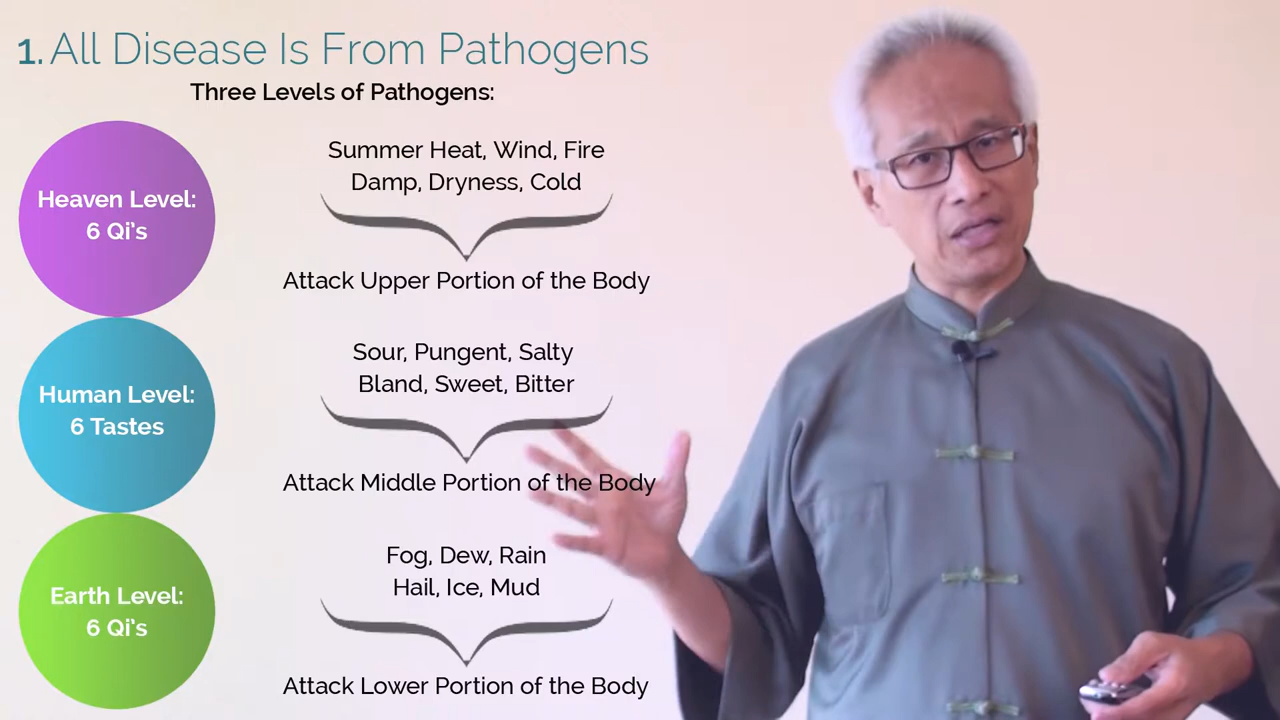 1. All Disease Is From Pathogens
Three Levels of Pathogens:
Heaven Level:
6 Qi's
Summer Heat, Wind, Fire
Damp, Dryness, Cold
Attack Upper Portion of the Body
Human Level:
6 Tastes
Sour, Pungent, Salty
Bland, Sweet, Bitter
Attack Middle Portion of the Body
Earth Level:
6 Qi's
Fog, Dew, Rain
Hail, Ice, Mud
Attack Lower Portion of the Body